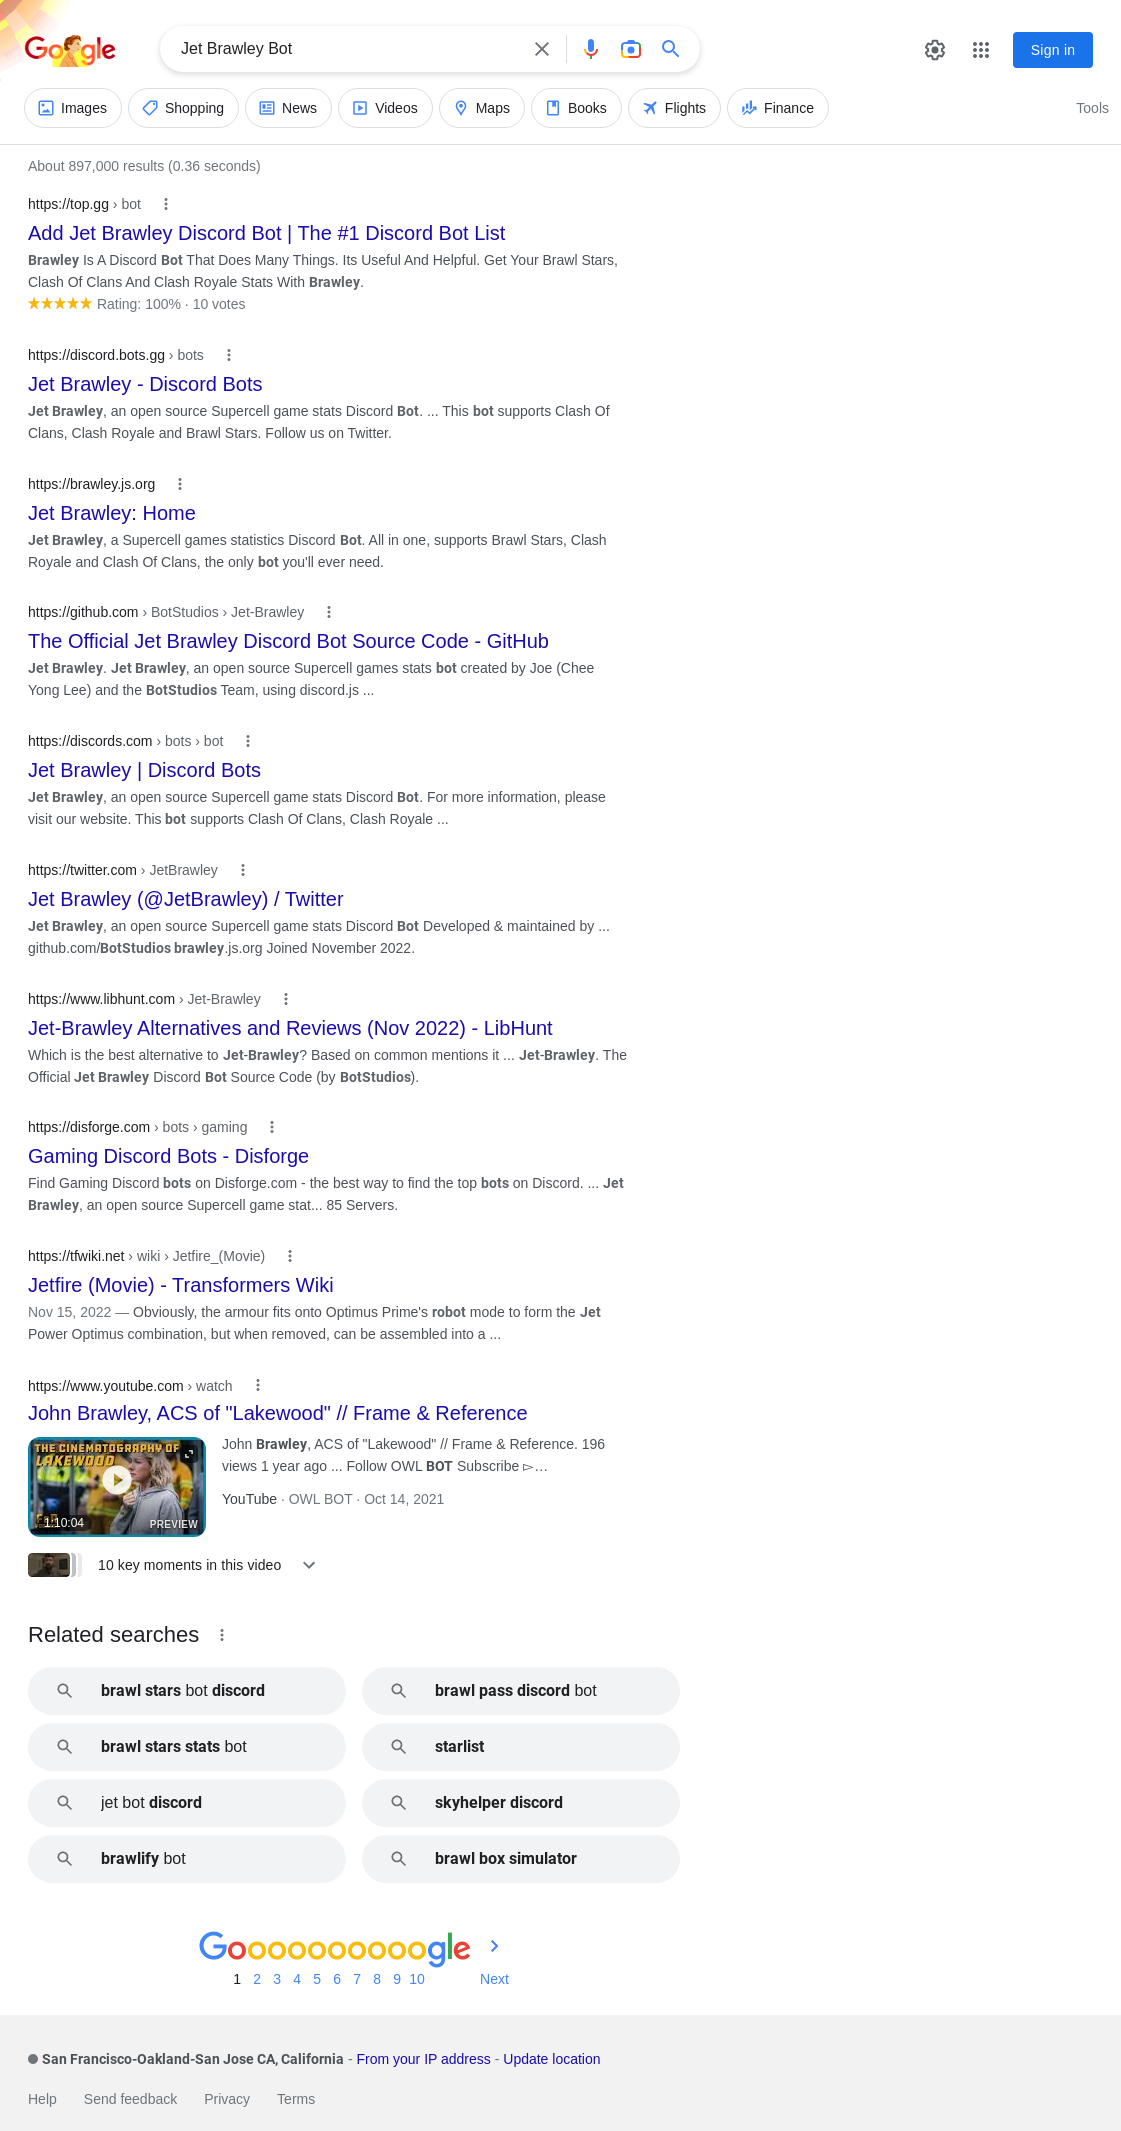 Google
Jet Brawley Bot
Sign in
Images
Shopping
News
Videos
Maps
Books
Flights
Finance
Tools
About 897,000 results (0.36 seconds)
https://top.gg › bot
Add Jet Brawley Discord Bot | The #1 Discord Bot List
Brawley Is A Discord Bot That Does Many Things. Its Useful And Helpful. Get Your Brawl Stars,
Clash Of Clans And Clash Royale Stats With Brawley.
Rating: 100% · 10 votes
https://discord.bots.gg › bots
Jet Brawley - Discord Bots
Jet Brawley, an open source Supercell game stats Discord Bot. ... This bot supports Clash Of
Clans, Clash Royale and Brawl Stars. Follow us on Twitter.
https://brawley.js.org
Jet Brawley: Home
Jet Brawley, a Supercell games statistics Discord Bot. All in one, supports Brawl Stars, Clash
Royale and Clash Of Clans, the only bot you'll ever need.
https://github.com › BotStudios › Jet-Brawley
The Official Jet Brawley Discord Bot Source Code - GitHub
Jet Brawley. Jet Brawley, an open source Supercell games stats bot created by Joe (Chee
Yong Lee) and the BotStudios Team, using discord.js ...
https://discords.com › bots › bot
Jet Brawley | Discord Bots
Jet Brawley, an open source Supercell game stats Discord Bot. For more information, please
visit our website. This bot supports Clash Of Clans, Clash Royale ...
https://twitter.com › JetBrawley
Jet Brawley (@JetBrawley) / Twitter
Jet Brawley, an open source Supercell game stats Discord Bot Developed & maintained by ...
github.com/BotStudios brawley.js.org Joined November 2022.
https://www.libhunt.com › Jet-Brawley
Jet-Brawley Alternatives and Reviews (Nov 2022) - LibHunt
Which is the best alternative to Jet-Brawley? Based on common mentions it ... Jet-Brawley. The
Official Jet Brawley Discord Bot Source Code (by BotStudios).
https://disforge.com › bots › gaming
Gaming Discord Bots - Disforge
Find Gaming Discord bots on Disforge.com - the best way to find the top bots on Discord. ... Jet
Brawley, an open source Supercell game stat... 85 Servers.
https://tfwiki.net › wiki › Jetfire_(Movie)
Jetfire (Movie) - Transformers Wiki
Nov 15, 2022 — Obviously, the armour fits onto Optimus Prime's robot mode to form the Jet
Power Optimus combination, but when removed, can be assembled into a ...
https://www.youtube.com › watch
John Brawley, ACS of "Lakewood" // Frame & Reference
THE CINEMATOGRAPHY OF
LAKEWOOD
1:10:04
PREVIEW
John Brawley, ACS of "Lakewood" // Frame & Reference. 196
views 1 year ago ... Follow OWL BOT Subscribe ▻…
YouTube · OWL BOT · Oct 14, 2021
10 key moments in this video
Related searches
brawl stars bot discord
brawl pass discord bot
brawl stars stats bot
starlist
jet bot discord
skyhelper discord
brawlify bot
brawl box simulator
Goooooooooogle
1 2 3 4 5 6 7 8 9 10 Next
San Francisco-Oakland-San Jose CA, California - From your IP address - Update location
Help Send feedback Privacy Terms